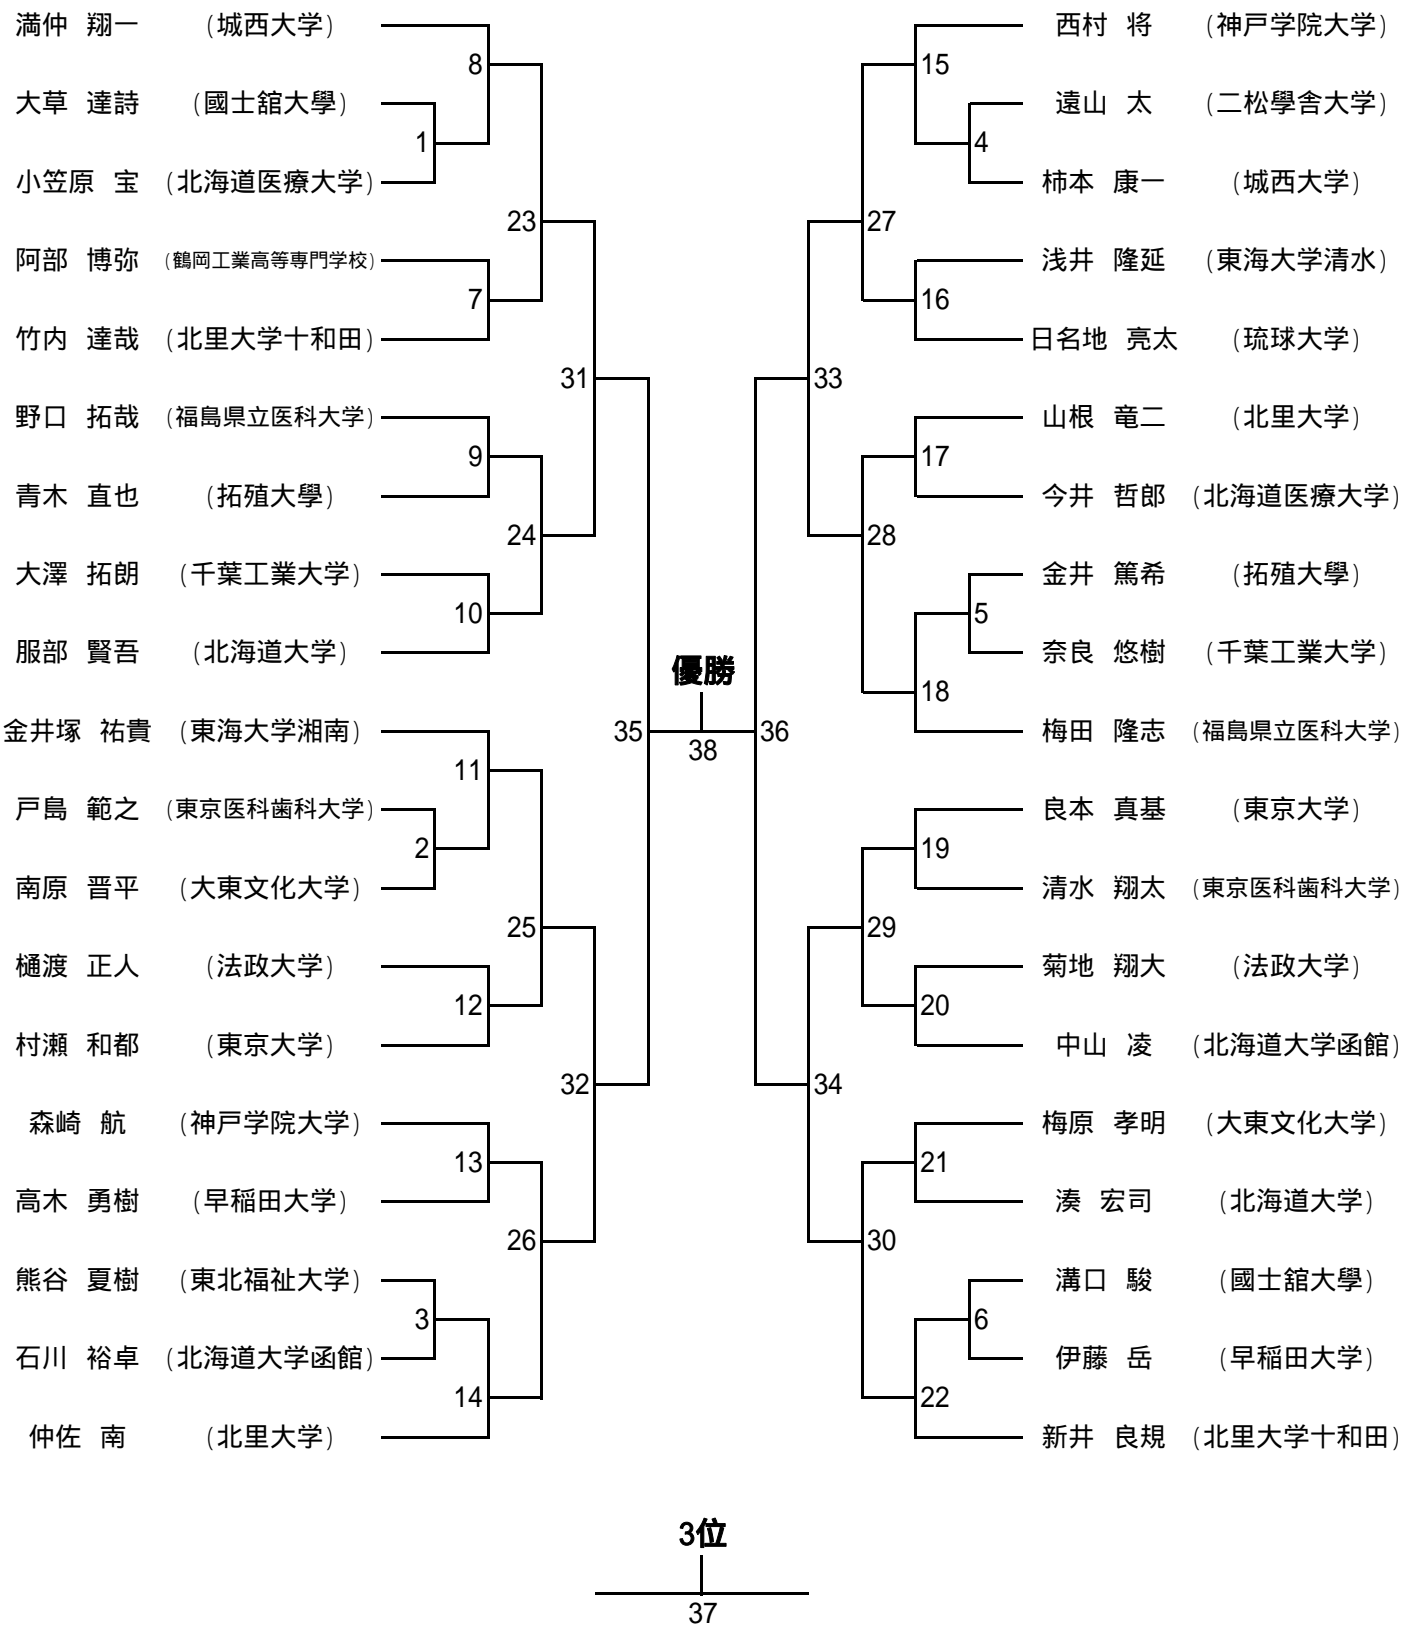 満仲 翔一 (城西大学)
8
大草 達詩 (國士舘大學)
1
小笠原 宝 (北海道医療大学)
23
阿部 博弥 (鶴岡工業高等専門学校)
7
竹内 達哉 (北里大学十和田)
31
野口 拓哉 (福島県立医科大学)
9
青木 直也 (拓殖大學)
24
大澤 拓朗 (千葉工業大学)
10
服部 賢吾 (北海道大学)
35
金井塚 祐貴 (東海大学湘南)
11
戸島 範之 (東京医科歯科大学)
2
南原 晋平 (大東文化大学)
25
樋渡 正人 (法政大学)
12
村瀬 和都 (東京大学)
32
森崎 航 (神戸学院大学)
13
高木 勇樹 (早稲田大学)
26
熊谷 夏樹 (東北福祉大学)
3
石川 裕卓 (北海道大学函館)
14
仲佐 南 (北里大学)
優勝
38
西村 将 (神戸学院大学)
15
遠山 太 (二松學舎大学)
4
柿本 康一 (城西大学)
27
浅井 隆延 (東海大学清水)
16
日名地 亮太 (琉球大学)
33
山根 竜二 (北里大学)
17
今井 哲郎 (北海道医療大学)
28
金井 篤希 (拓殖大學)
5
奈良 悠樹 (千葉工業大学)
18
梅田 隆志 (福島県立医科大学)
36
良本 真基 (東京大学)
19
清水 翔太 (東京医科歯科大学)
29
菊地 翔大 (法政大学)
20
中山 凌 (北海道大学函館)
34
梅原 孝明 (大東文化大学)
21
湊 宏司 (北海道大学)
30
溝口 駿 (國士舘大學)
6
伊藤 岳 (早稲田大学)
22
新井 良規 (北里大学十和田)
3位
37